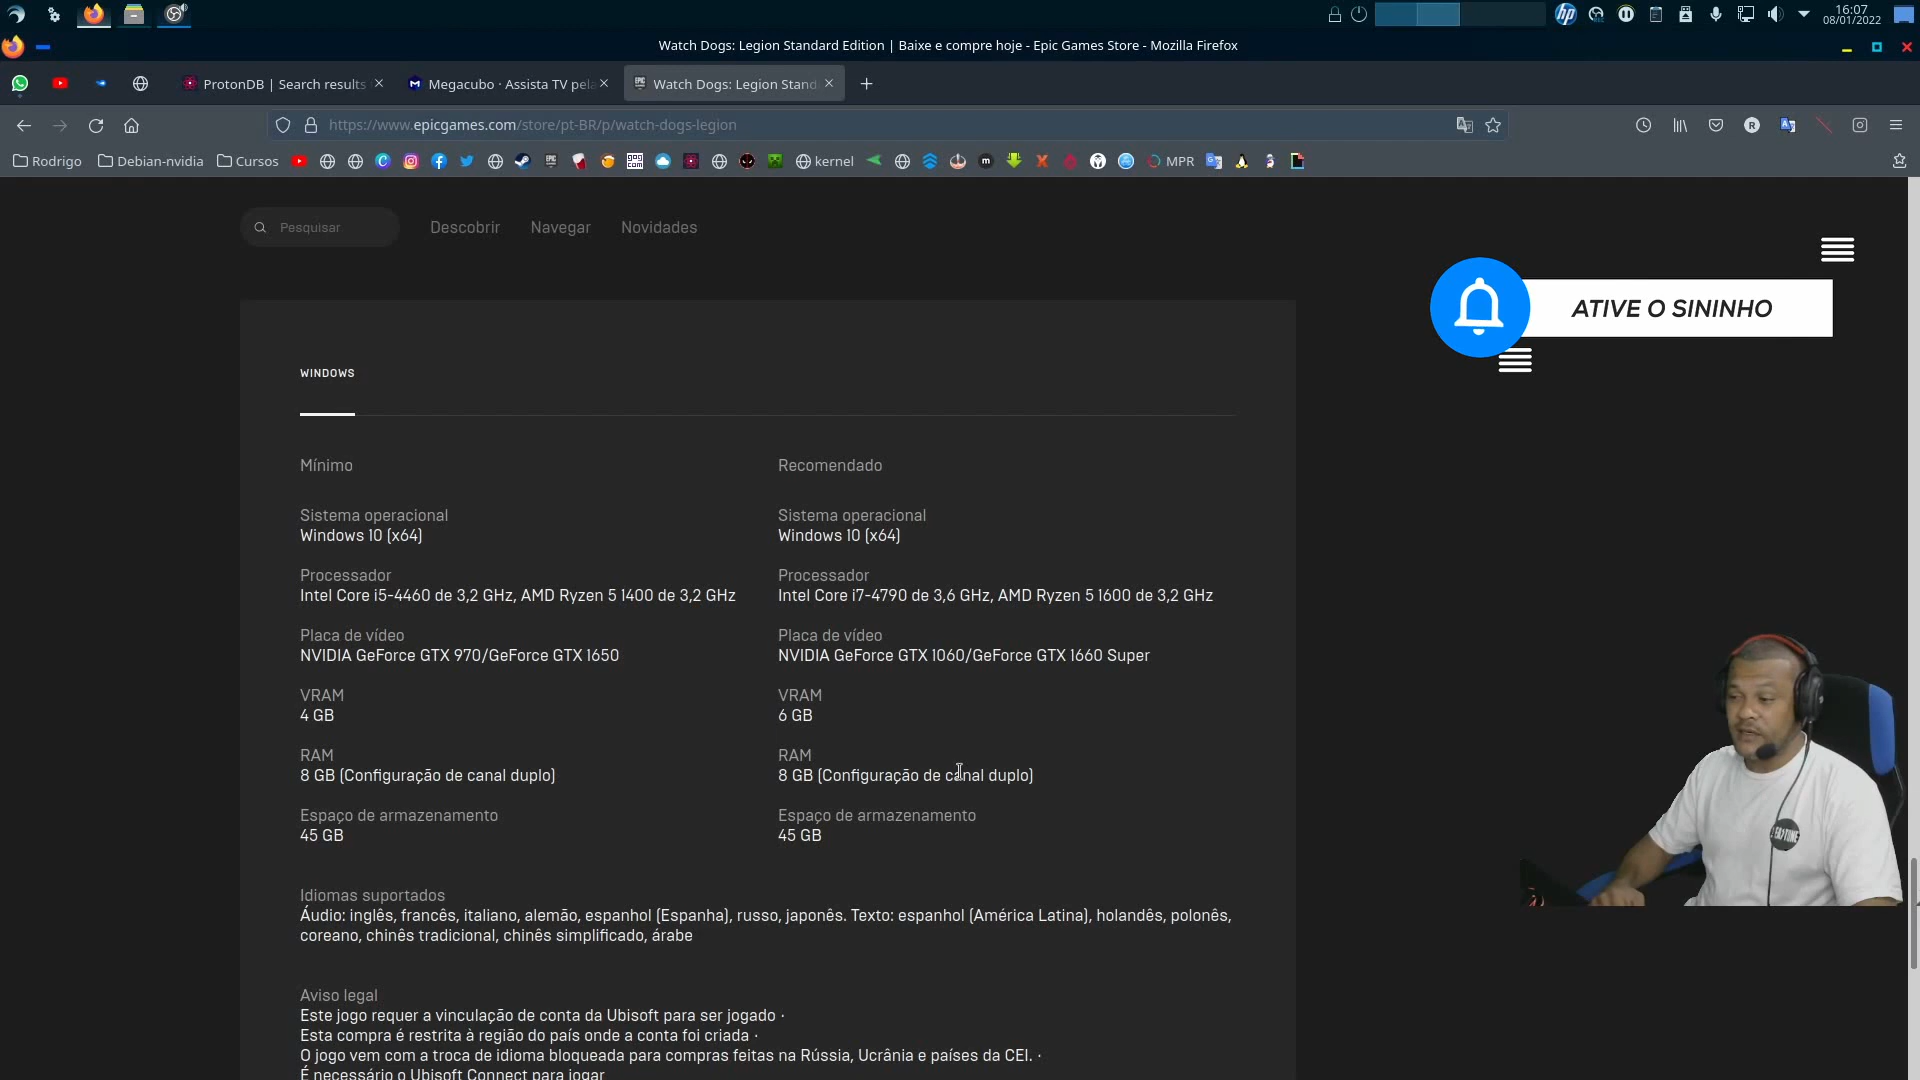 16:07
08/01/2022
Watch Dogs: Legion Standard Edition | Baixe e compre hoje - Epic Games Store - Mozilla Firefox
ProtonDB | Search results
Megacubo · Assista TV pela
Watch Dogs: Legion Stand
https://www.epicgames.com/store/pt-BR/p/watch-dogs-legion
Rodrigo
Debian-nvidia
Cursos
kernel
MPR
Pesquisar
Descobrir
Navegar
Novidades
ATIVE O SININHO
WINDOWS
Mínimo
Recomendado
Sistema operacional
Windows 10 (x64)
Sistema operacional
Windows 10 (x64)
Processador
Intel Core i5-4460 de 3,2 GHz, AMD Ryzen 5 1400 de 3,2 GHz
Processador
Intel Core i7-4790 de 3,6 GHz, AMD Ryzen 5 1600 de 3,2 GHz
Placa de vídeo
NVIDIA GeForce GTX 970/GeForce GTX 1650
Placa de vídeo
NVIDIA GeForce GTX 1060/GeForce GTX 1660 Super
VRAM
4 GB
VRAM
6 GB
RAM
8 GB (Configuração de canal duplo)
RAM
8 GB (Configuração de canal duplo)
Espaço de armazenamento
45 GB
Espaço de armazenamento
45 GB
Idiomas suportados
Áudio: inglês, francês, italiano, alemão, espanhol (Espanha), russo, japonês. Texto: espanhol (América Latina), holandês, polonês,
coreano, chinês tradicional, chinês simplificado, árabe
Aviso legal
Este jogo requer a vinculação de conta da Ubisoft para ser jogado ·
Esta compra é restrita à região do país onde a conta foi criada ·
O jogo vem com a troca de idioma bloqueada para compras feitas na Rússia, Ucrânia e países da CEI. ·
É necessário o Ubisoft Connect para jogar